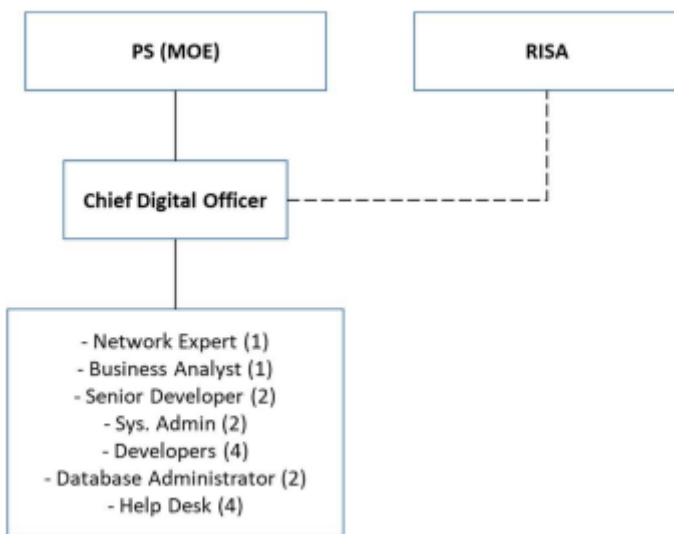 PS (MOE)
RISA
Chief Digital Officer
- Network Expert (1)
- Business Analyst (1)
- Senior Developer (2)
- Sys. Admin (2)
- Developers (4)
- Database Administrator (2)
- Help Desk (4)